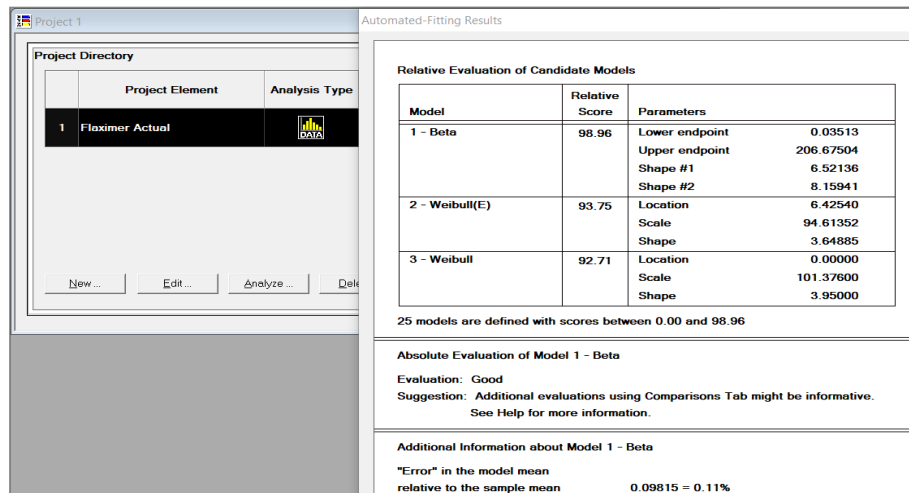 Project 1
Project Directory
Project Element Analysis Type
1 Flaximer Actual DATA
New ... Edit ... Analyze ... Dele
Automated-Fitting Results
Relative Evaluation of Candidate Models
Relative
Model Score Parameters
1 - Beta 98.96 Lower endpoint 0.03513
Upper endpoint 206.67504
Shape #1 6.52136
Shape #2 8.15941
2 - Weibull(E) 93.75 Location 6.42540
Scale 94.61352
Shape 3.64885
3 - Weibull 92.71 Location 0.00000
Scale 101.37600
Shape 3.95000
25 models are defined with scores between 0.00 and 98.96
Absolute Evaluation of Model 1 - Beta
Evaluation: Good
Suggestion: Additional evaluations using Comparisons Tab might be informative.
See Help for more information.
Additional Information about Model 1 - Beta
"Error" in the model mean
relative to the sample mean 0.09815 = 0.11%